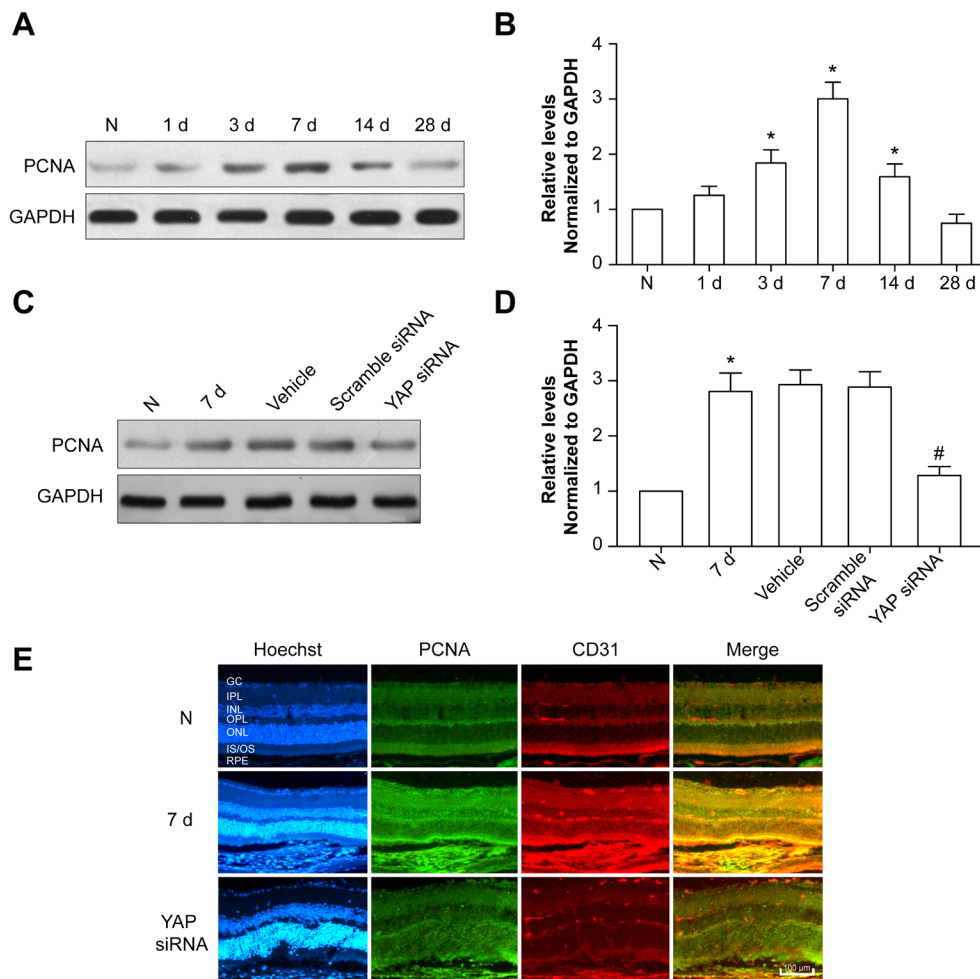 A
N 1 d 3 d 7 d 14 d 28 d
PCNA
GAPDH
B
Relative levels
Normalized to GAPDH
4
3
2
1
0
*
*
*
N 1 d 3 d 7 d 14 d 28 d
C
N 7 d Vehicle Scramble siRNA YAP siRNA
PCNA
GAPDH
D
Relative levels
Normalized to GAPDH
4
3
2
1
0
*
#
N 7 d Vehicle Scramble
siRNA YAP siRNA
E
Hoechst PCNA CD31 Merge
N
GC
IPL
INL
OPL
ONL
IS/OS
RPE
7 d
YAP
siRNA
100 μm